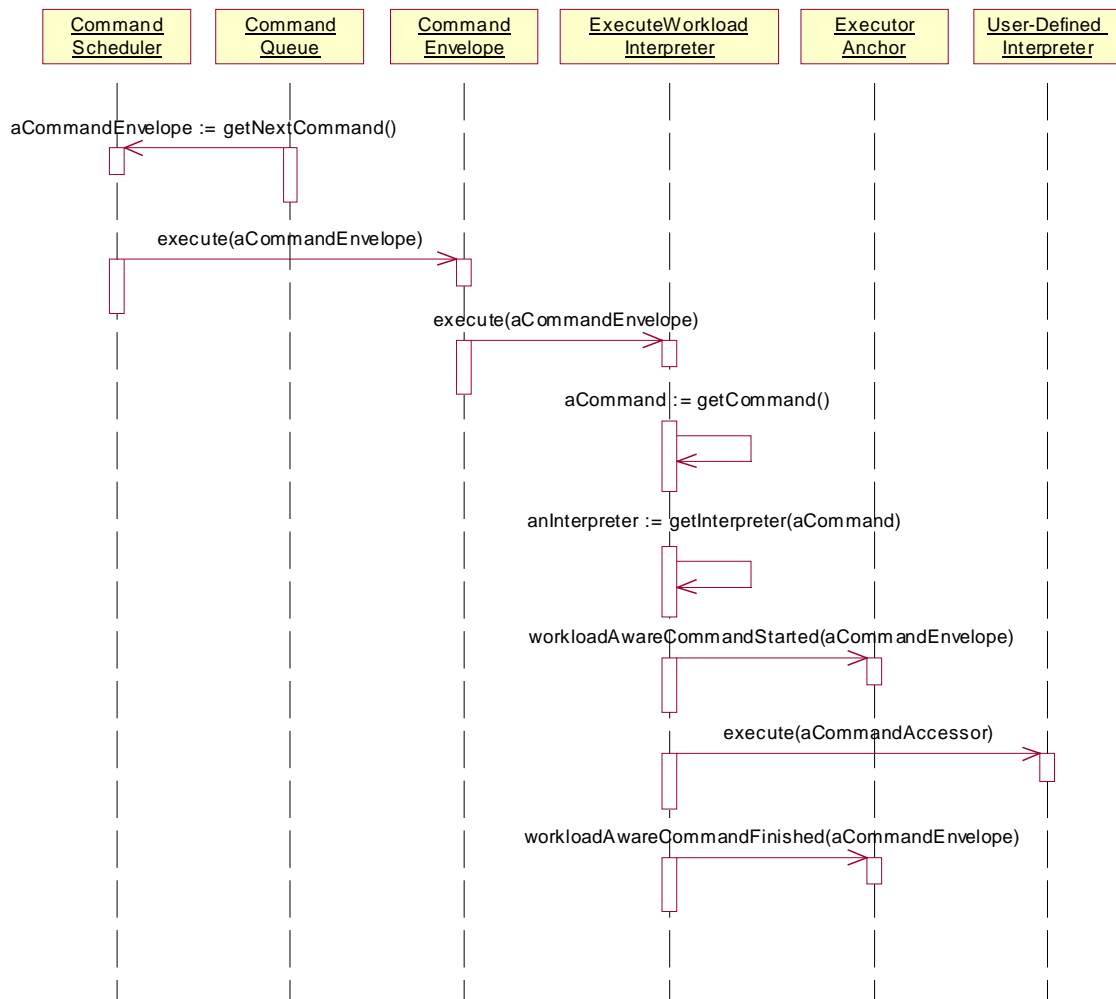 Command
Scheduler
Command
Queue
Command
Envelope
ExecuteWorkload
Interpreter
Executor
Anchor
User-Defined
Interpreter
aCommandEnvelope := getNextCommand()
execute(aCommandEnvelope)
execute(aCommandEnvelope)
aCommand := getCommand()
anInterpreter := getInterpreter(aCommand)
workloadAwareCommandStarted(aCommandEnvelope)
execute(aCommandAccessor)
workloadAwareCommandFinished(aCommandEnvelope)